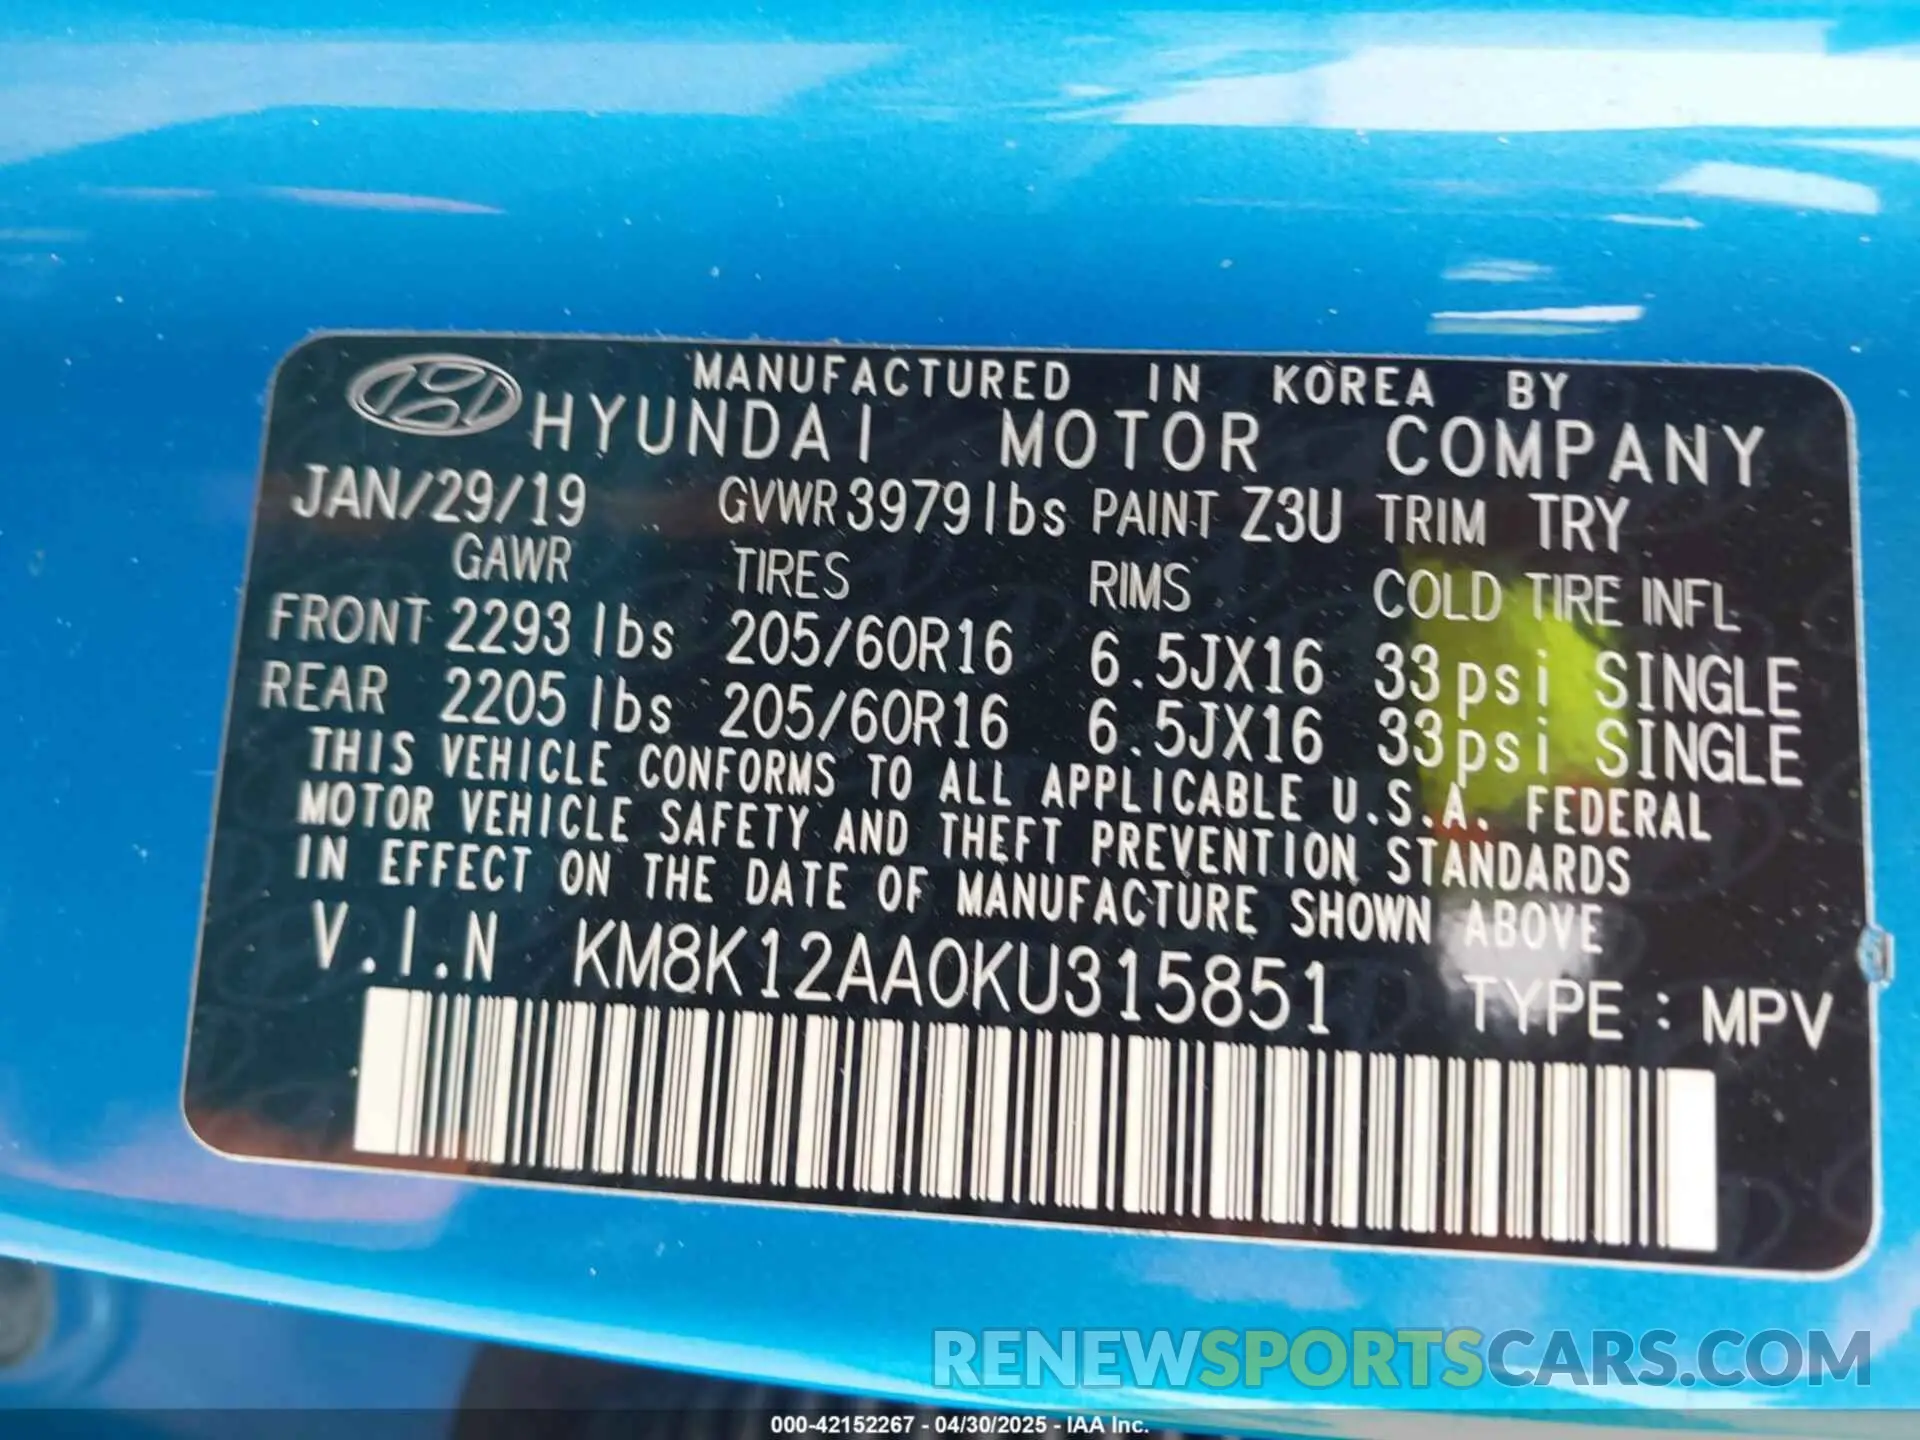 MANUFACTURED IN KOREA BY
HYUNDAI MOTOR COMPANY
JAN/29/19 GVWR 3979 lbs PAINT Z3U TRIM TRY
GAWR TIRES RIMS COLD TIRE INFL
FRONT 2293 lbs 205/60R16 6.5JX16 33psi SINGLE
REAR 2205 lbs 205/60R16 6.5JX16 33psi SINGLE
THIS VEHICLE CONFORMS TO ALL APPLICABLE U.S.A. FEDERAL
MOTOR VEHICLE SAFETY AND THEFT PREVENTION STANDARDS
IN EFFECT ON THE DATE OF MANUFACTURE SHOWN ABOVE
V.I.N KM8K12AA0KU315851 TYPE : MPV
RENEWSPORTSCARS.COM
000-42152267 - 04/30/2025 - IAA Inc.